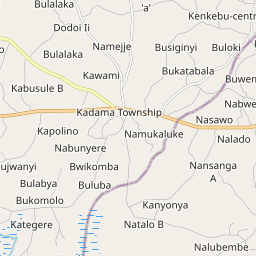 Bulalaka
'a'
Kenkebu-centr
Dodoi Ii
Namejje
Busiginyi
Buloki
Bulalaka
Kawami
Bukatabala
Buwem
Kabusule B
Nabwe
Kadama Township
Nasawo
Kapolino
Namukaluke
Nalado
Nabunyere
ujwanyi
Bwikomba
Nansanga
A
Bulabya
Buluba
Bukomolo
Kanyonya
Kategere
Natalo B
Nalubembe